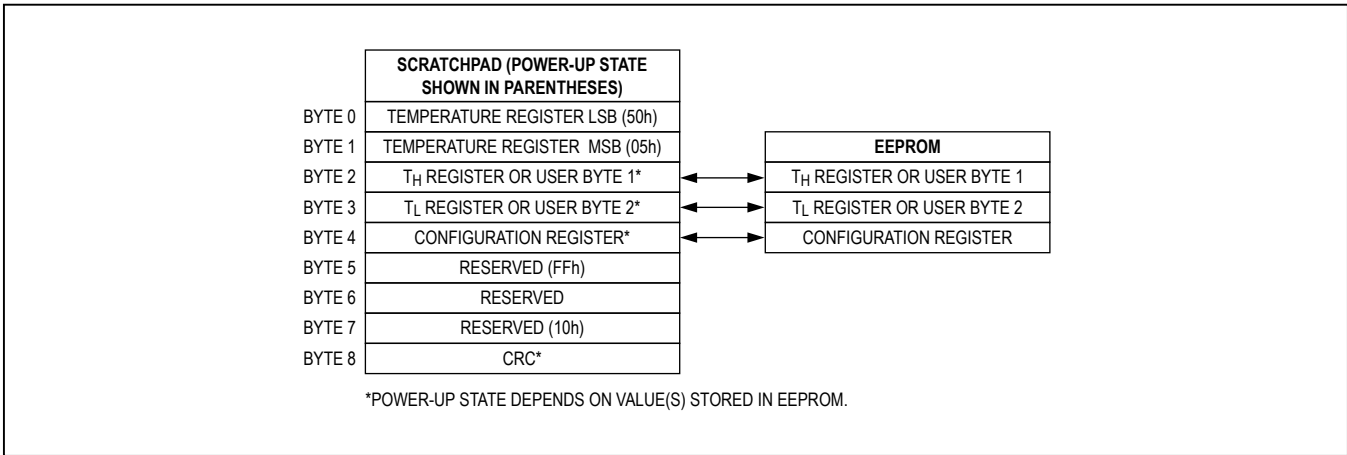 SCRATCHPAD (POWER-UP STATE
SHOWN IN PARENTHESES)
BYTE 0 TEMPERATURE REGISTER LSB (50h)
BYTE 1 TEMPERATURE REGISTER MSB (05h) EEPROM
BYTE 2 TH REGISTER OR USER BYTE 1* TH REGISTER OR USER BYTE 1
BYTE 3 TL REGISTER OR USER BYTE 2* TL REGISTER OR USER BYTE 2
BYTE 4 CONFIGURATION REGISTER* CONFIGURATION REGISTER
BYTE 5 RESERVED (FFh)
BYTE 6 RESERVED
BYTE 7 RESERVED (10h)
BYTE 8 CRC*
*POWER-UP STATE DEPENDS ON VALUE(S) STORED IN EEPROM.